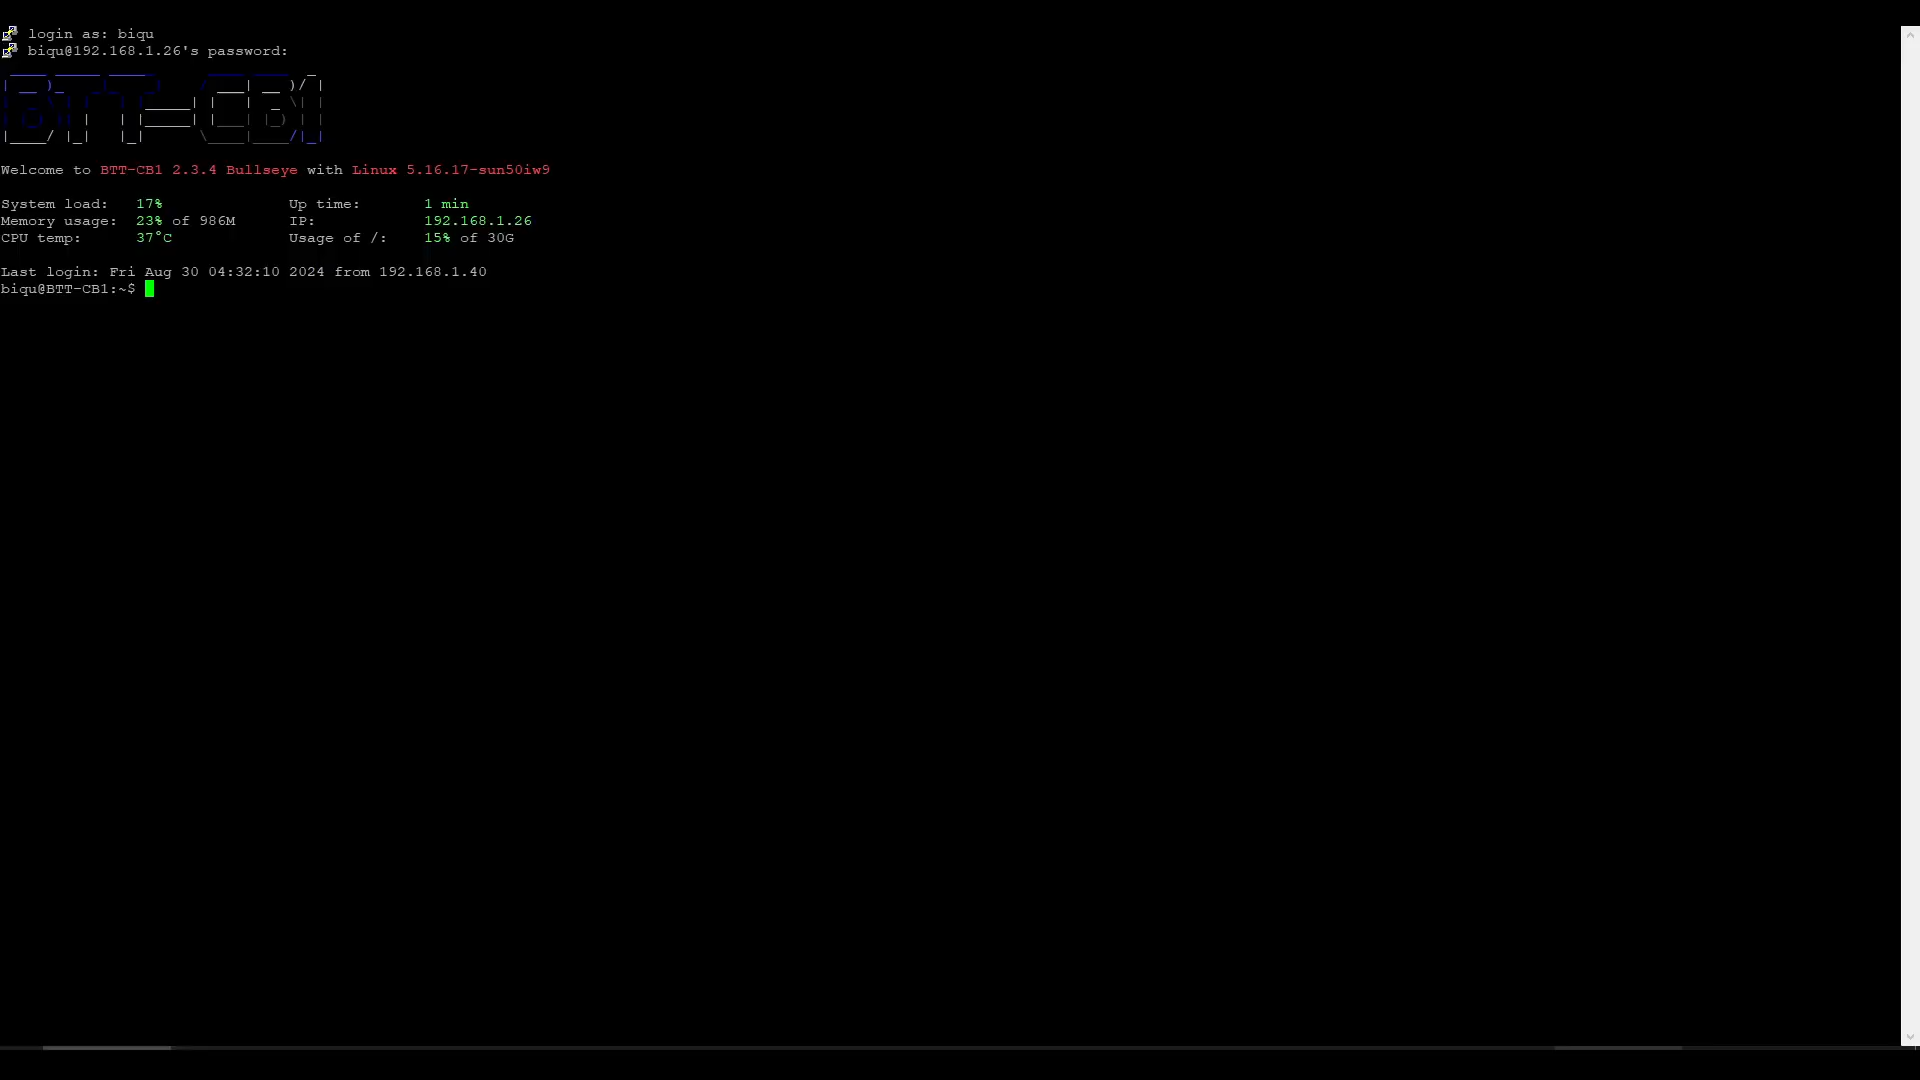 login as: biqu
biqu@192.168.1.26's password:
BTT-CB1
Welcome to BTT-CB1 2.3.4 Bullseye with Linux 5.16.17-sun50iw9
System load:   17%              Up time:       1 min
Memory usage:  23% of 986M      IP:            192.168.1.26
CPU temp:      37°C             Usage of /:    15% of 30G
Last login: Fri Aug 30 04:32:10 2024 from 192.168.1.40
biqu@BTT-CB1:~$